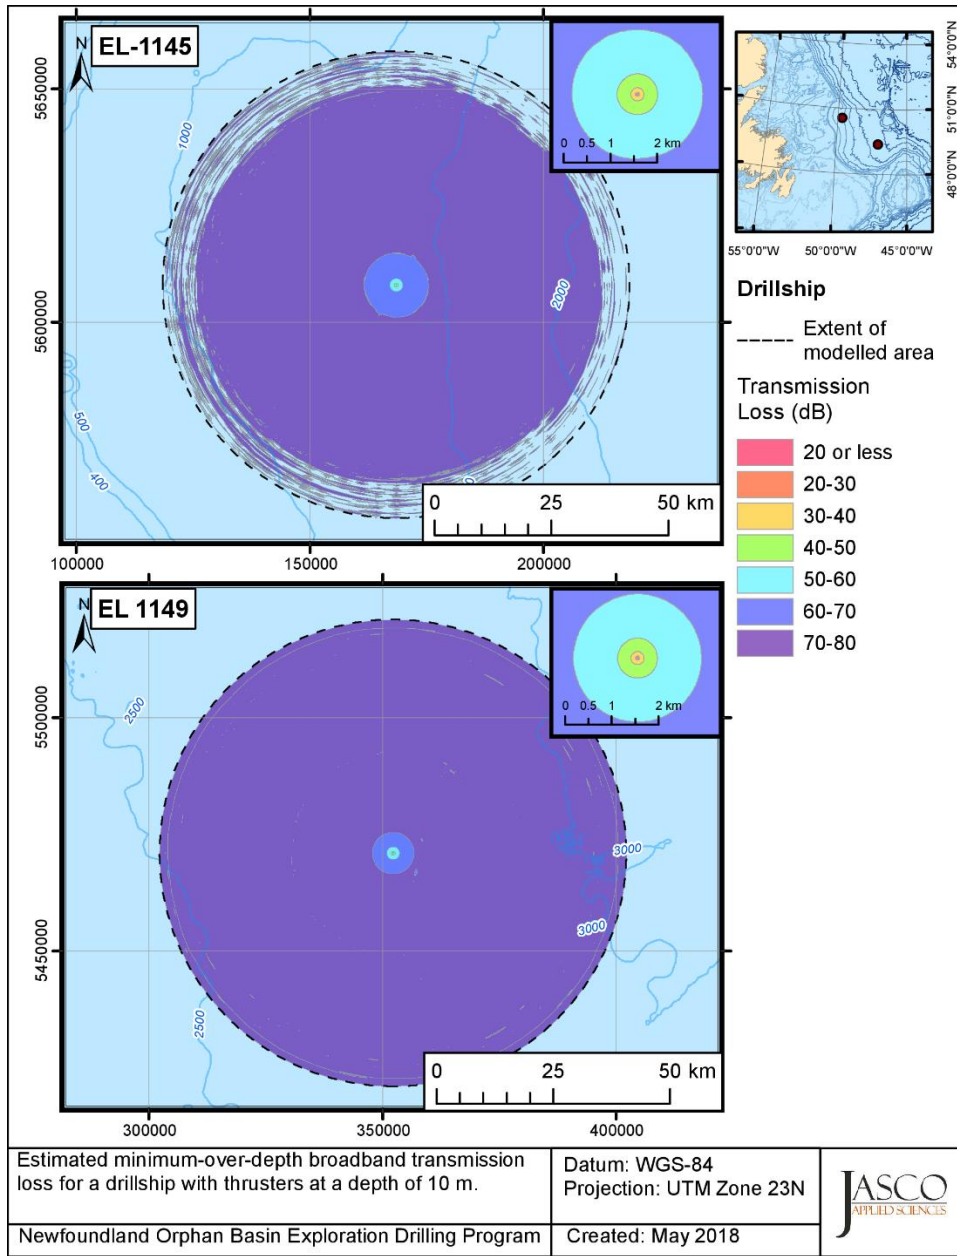 EL-1145
N
1000
2000
500
400
0 0.5 1 2 km
0 25 50 km
5650000
5600000
100000 150000 200000
54°0'0"N
51°0'0"N
48°0'0"N
55°0'0"W 50°0'0"W 45°0'0"W
Drillship
Extent of
modelled area
Transmission
Loss (dB)
20 or less
20-30
30-40
40-50
50-60
60-70
70-80
EL 1149
N
2500
2500
3000
3000
0 0.5 1 2 km
0 25 50 km
5500000
5450000
300000 350000 400000
Estimated minimum-over-depth broadband transmission
loss for a drillship with thrusters at a depth of 10 m.
Newfoundland Orphan Basin Exploration Drilling Program
Datum: WGS-84
Projection: UTM Zone 23N
Created: May 2018
JASCO
APPLIED SCIENCES